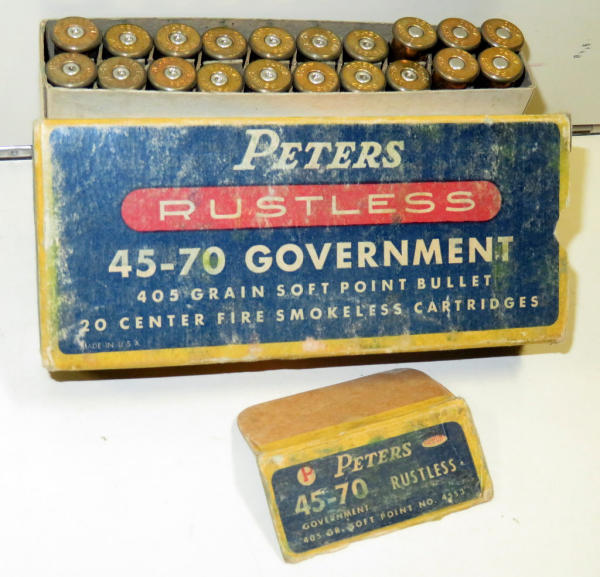 PETERS
RUSTLESS
45-70 GOVERNMENT
405 GRAIN SOFT POINT BULLET
20 CENTER FIRE SMOKELESS CARTRIDGES
MADE IN U.S.A.
P PETERS
45-70 RUSTLESS
GOVERNMENT
405 GR. SOFT POINT NO. 4553